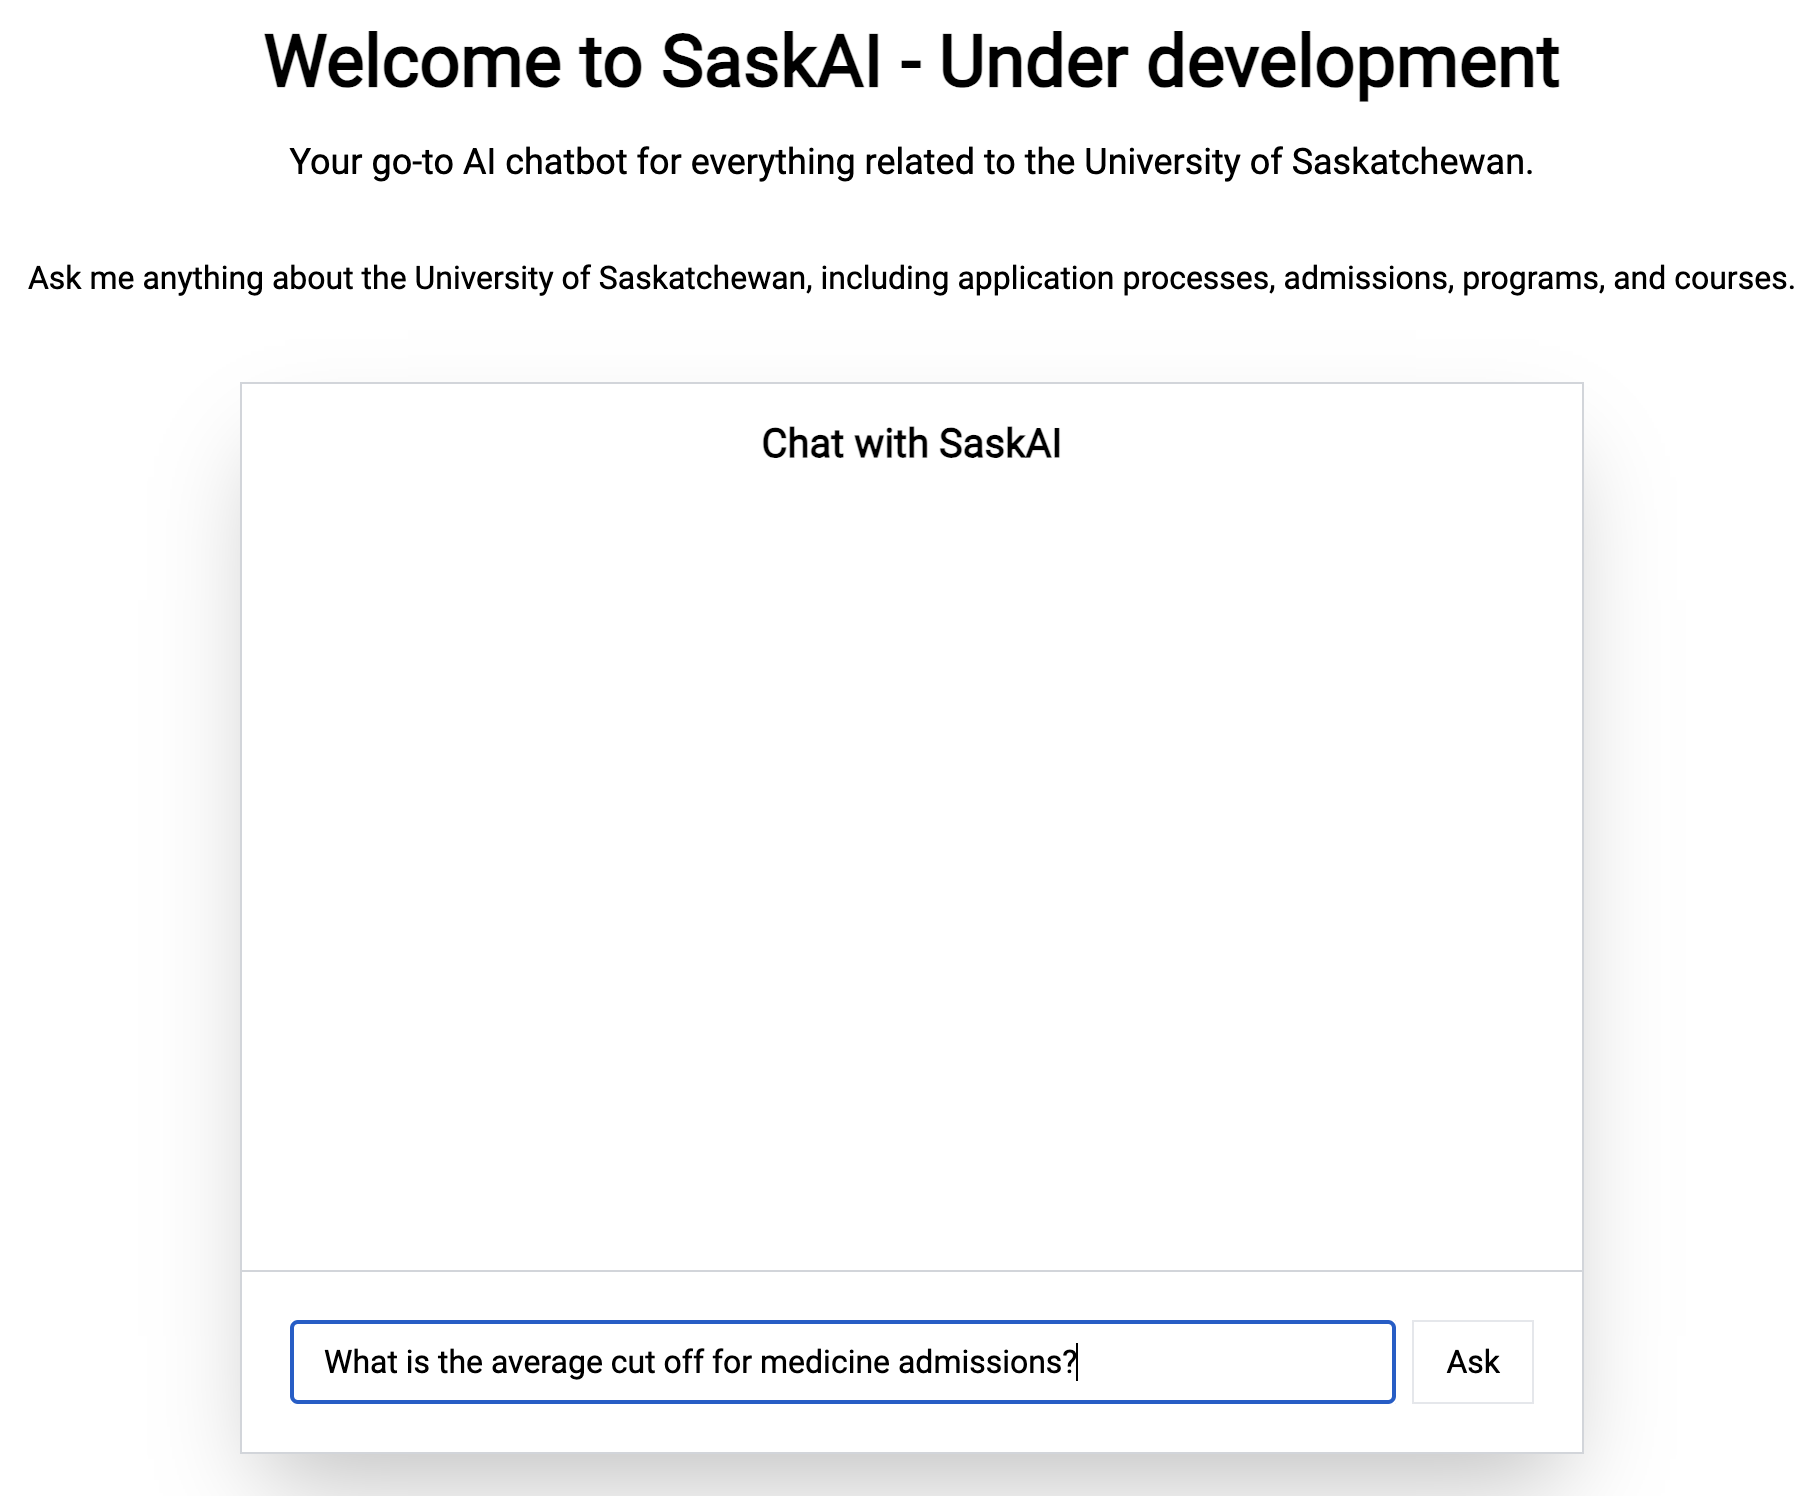 Welcome to SaskAI - Under development
Your go-to AI chatbot for everything related to the University of Saskatchewan.
Ask me anything about the University of Saskatchewan, including application processes, admissions, programs, and courses.
Chat with SaskAI
What is the average cut off for medicine admissions?
Ask